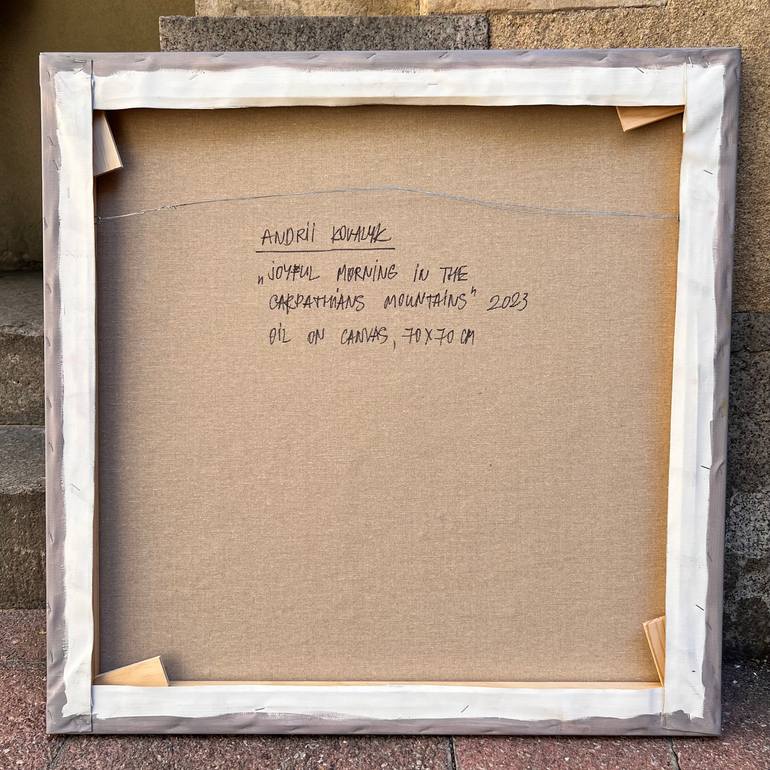 ANDRII KOVALYK
„JOYFUL MORNING IN THE
CARPATHIANS MOUNTAINS" 2023
OIL ON CANVAS, 70X70 CM